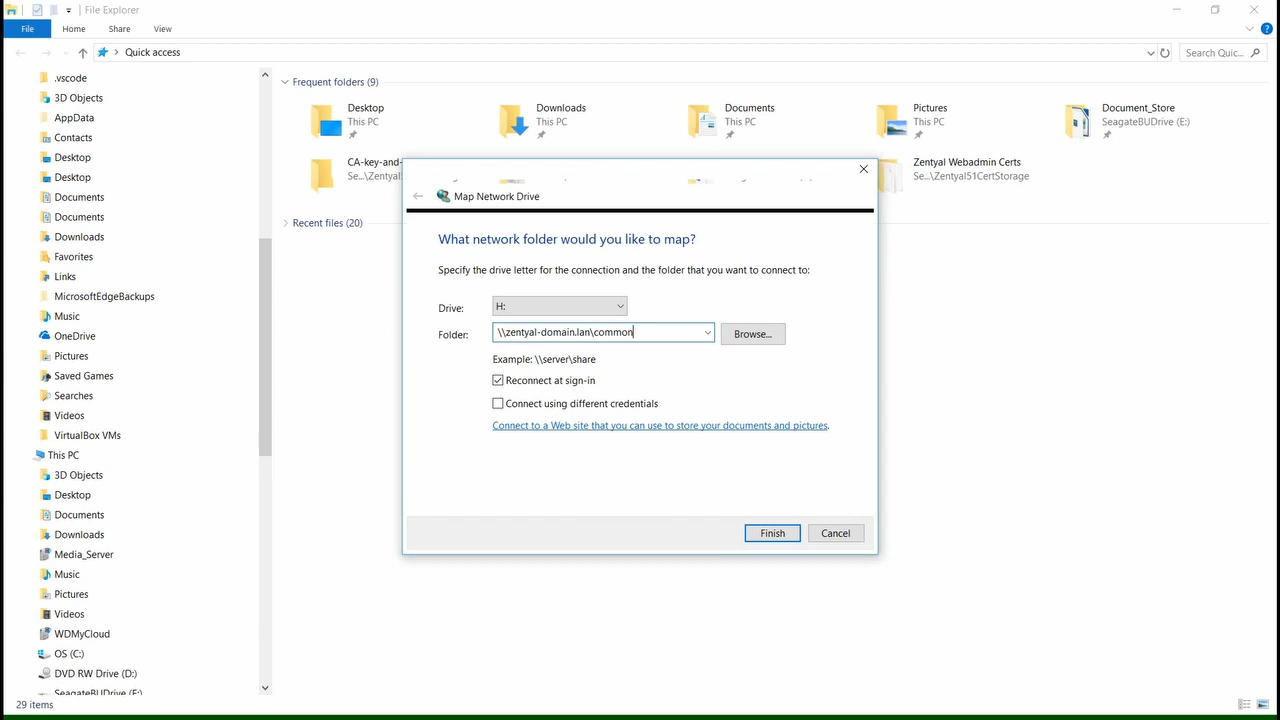 File Explorer
File
Home
Share
View
Quick access
Search Quic...
.vscode
3D Objects
AppData
Contacts
Desktop
Desktop
Documents
Documents
Downloads
Favorites
Links
MicrosoftEdgeBackups
Music
OneDrive
Pictures
Saved Games
Searches
Videos
VirtualBox VMs
This PC
3D Objects
Desktop
Documents
Downloads
Media_Server
Music
Pictures
Videos
WDMyCloud
OS (C:)
DVD RW Drive (D:)
SeagateBUDrive (E:)
29 items
Frequent folders (9)
Desktop
This PC
Downloads
This PC
Documents
This PC
Pictures
This PC
Document_Store
SeagateBUDrive (E:)
CA-key-and-
Se...\Zentyal
Zentyal Webadmin Certs
Se...\Zentyal51CertStorage
Recent files (20)
Map Network Drive
What network folder would you like to map?
Specify the drive letter for the connection and the folder that you want to connect to:
Drive:
H:
Folder:
\\zentyal-domain.lan\common
Browse...
Example: \\server\share
Reconnect at sign-in
Connect using different credentials
Connect to a Web site that you can use to store your documents and pictures.
Finish
Cancel